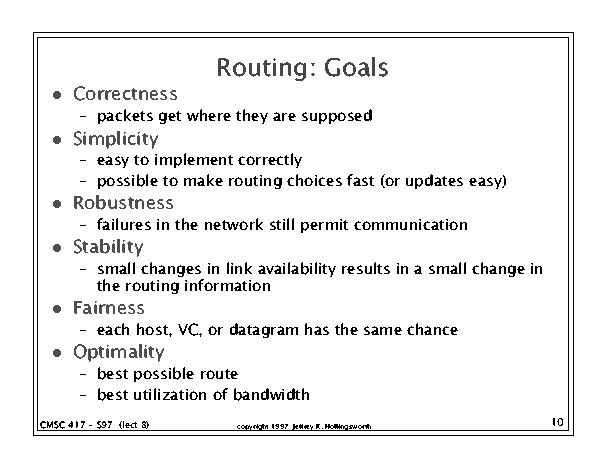 Routing: Goals
● Correctness
– packets get where they are supposed
● Simplicity
– easy to implement correctly
– possible to make routing choices fast (or updates easy)
● Robustness
– failures in the network still permit communication
● Stability
– small changes in link availability results in a small change in
the routing information
● Fairness
– each host, VC, or datagram has the same chance
● Optimality
– best possible route
– best utilization of bandwidth
CMSC 417 - S97 (lect 8)
copyright 1997 Jeffrey K. Hollingsworth
10